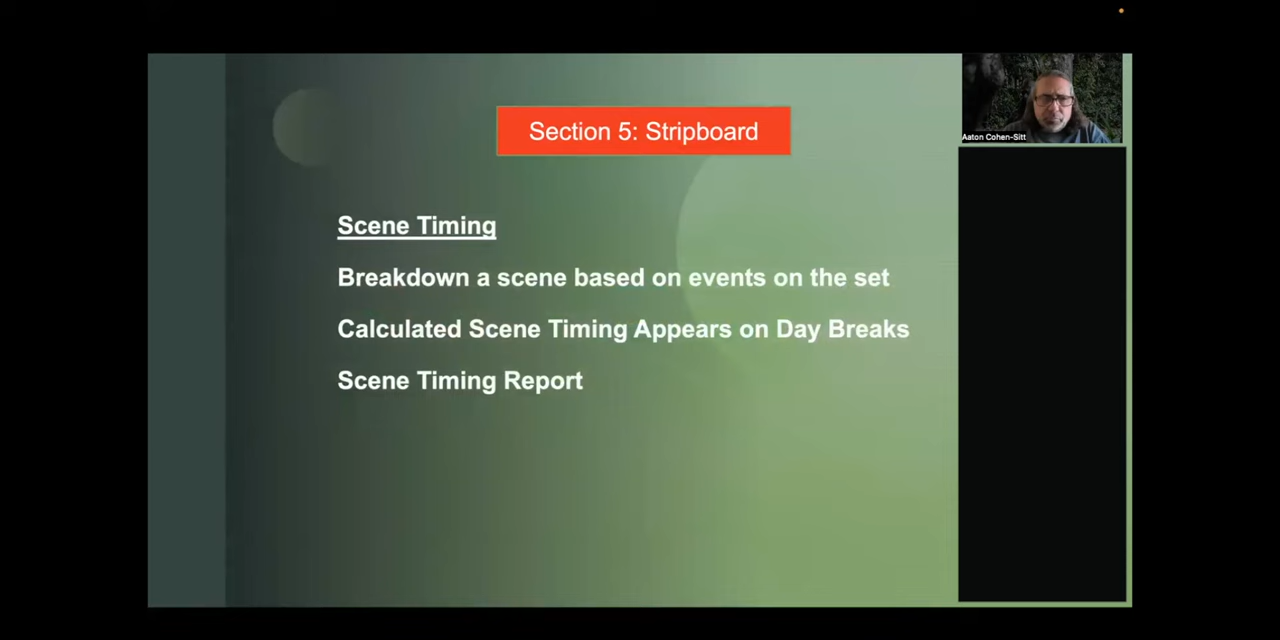 Section 5: Stripboard
Aaton Cohen-Sitt
Scene Timing
Breakdown a scene based on events on the set
Calculated Scene Timing Appears on Day Breaks
Scene Timing Report